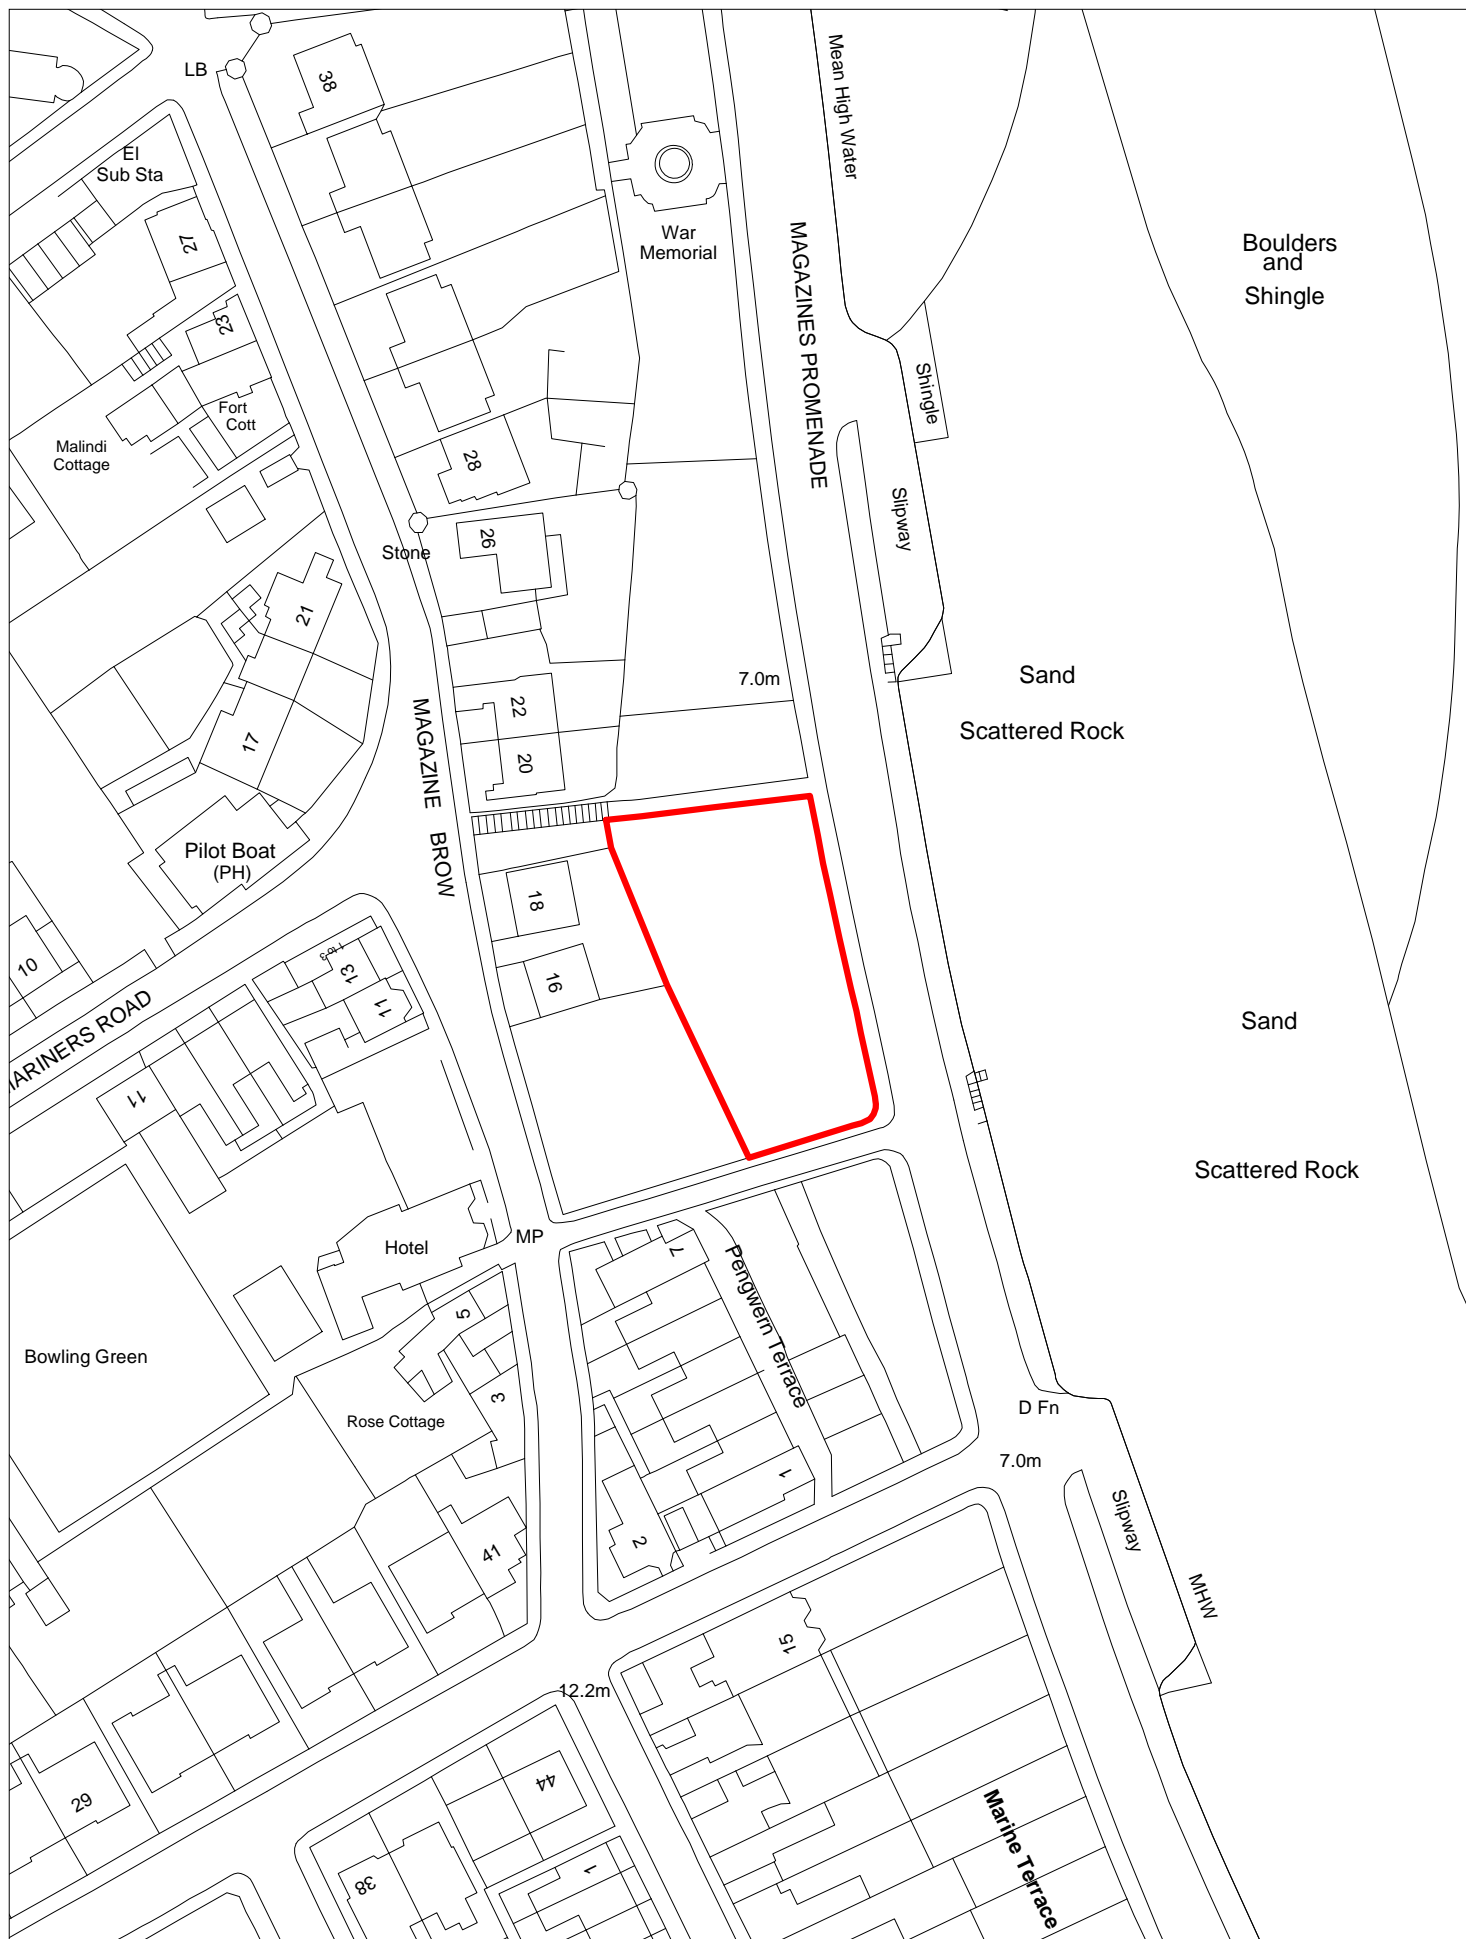 LB
38
El
Sub Sta
27
23
Fort
Cott
Malindi
Cottage
War
Memorial
Mean High Water
MAGAZINES PROMENADE
Boulders
and
Shingle
Shingle
28
Slipway
Stone
26
21
17
22
20
7.0m
Sand
Scattered Rock
MAGAZINE BROW
Pilot Boat
(PH)
18
16
10
13
11
ARINERS ROAD
11
Sand
Scattered Rock
MP
Hotel
7
Pengwern Terrace
5
3
Bowling Green
Rose Cottage
D Fn
7.0m
1
2
41
Slipway
MHW
15
12.2m
29
44
38
1
Marine Terrace